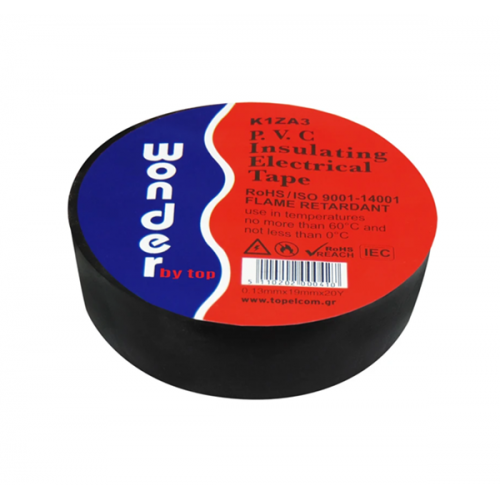 wonder
by top
K1ZA3
P.V.C
Insulating
Electrical
Tape
RoHS/ISO 9001-14001
FLAME RETARDANT
use in temperatures
no more than 60°C and
not less than 0°C
RoHS
REACH
IEC
www.topelcom.gr